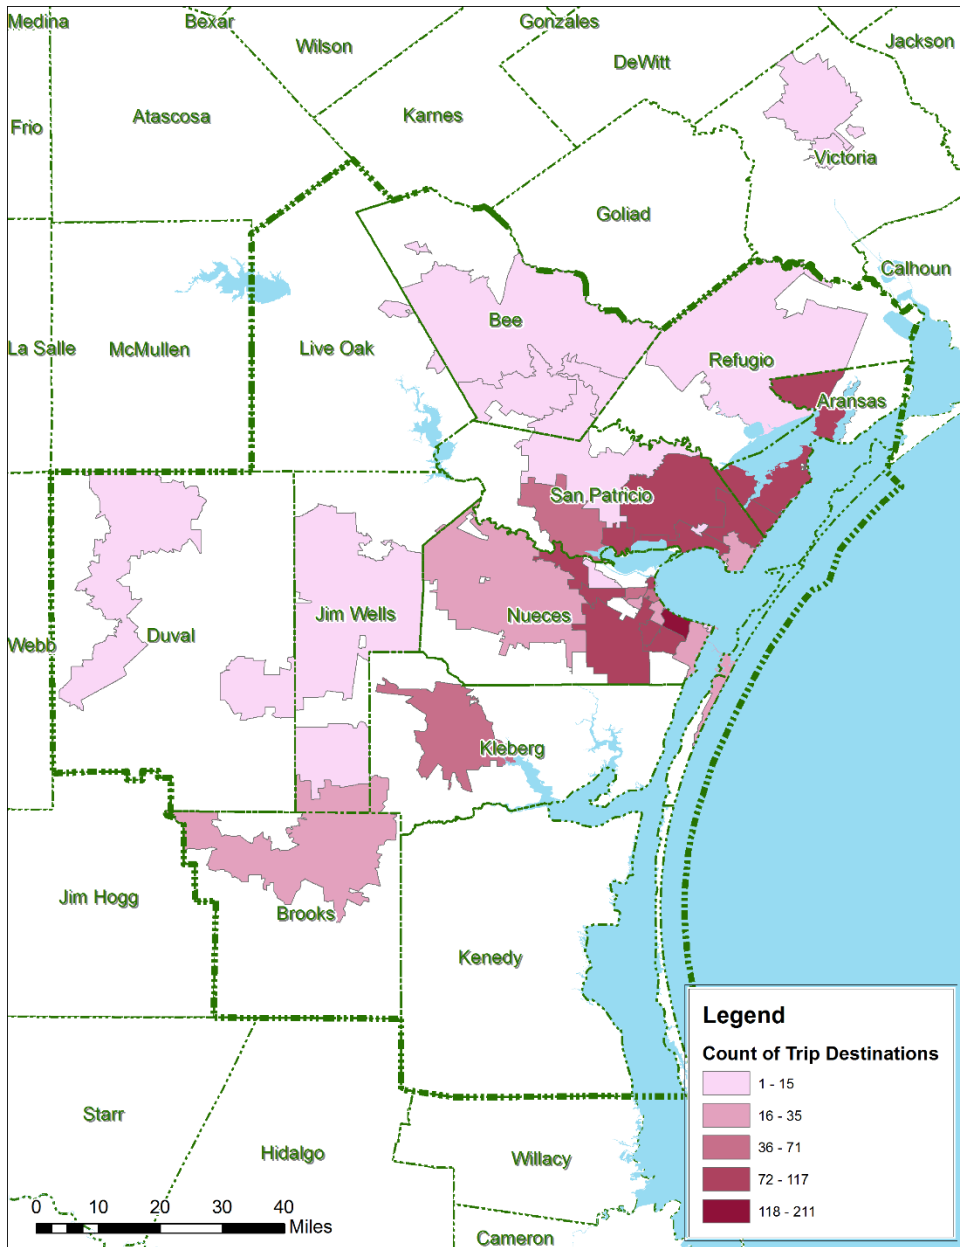 Medina
Bexar
Gonzales
Wilson
Jackson
DeWitt
Frio
Atascosa
Karnes
Victoria
Goliad
Calhoun
Bee
La Salle
McMullen
Live Oak
Refugio
Aransas
San Patricio
Jim Wells
Nueces
Webb
Duval
Kleberg
Jim Hogg
Brooks
Kenedy
Starr
Hidalgo
Willacy
Cameron
0 10 20 30 40
Miles
Legend
Count of Trip Destinations
1 - 15
16 - 35
36 - 71
72 - 117
118 - 211